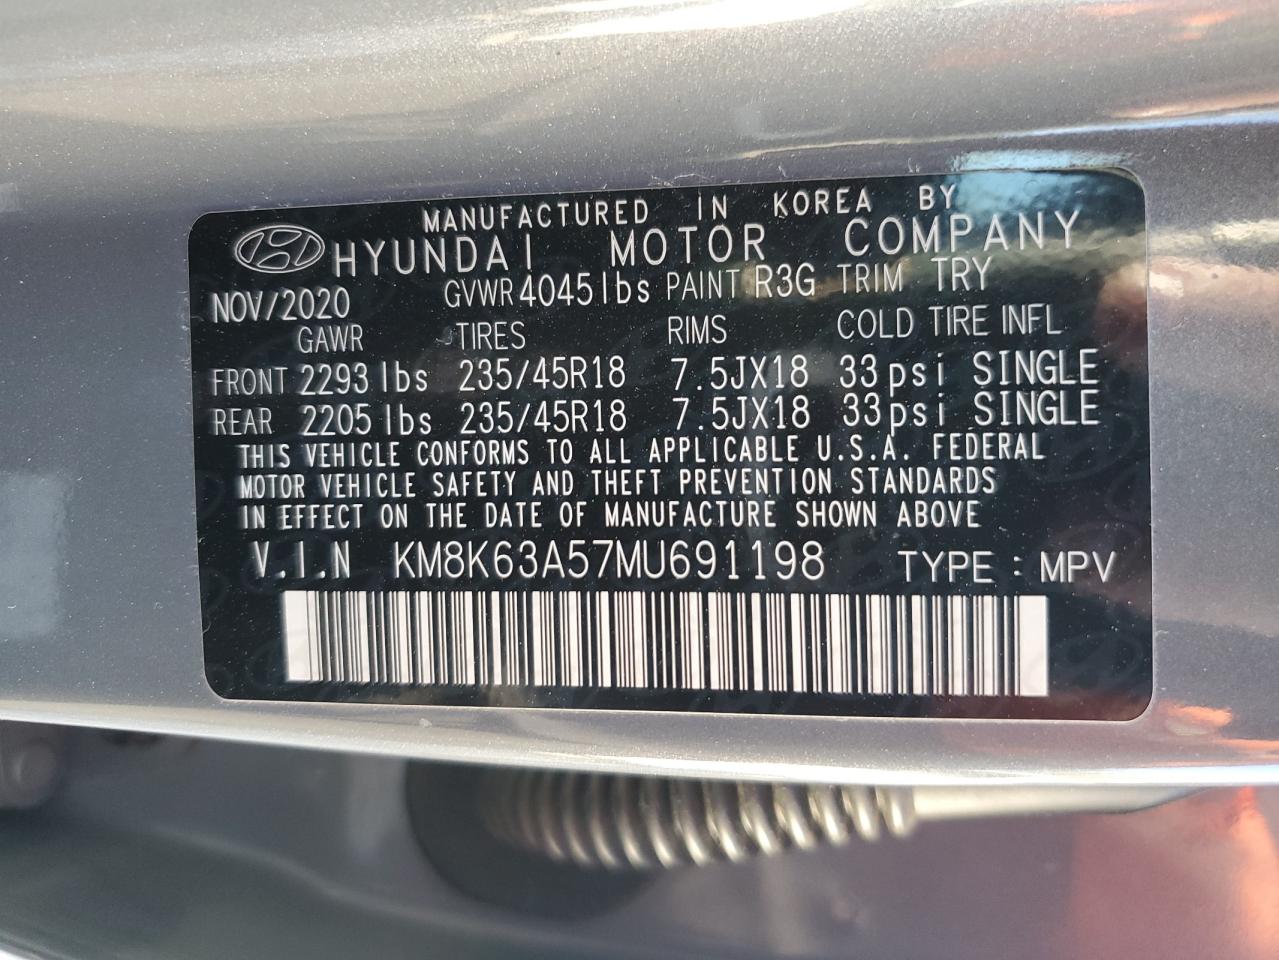 MANUFACTURED IN KOREA BY
HYUNDAI MOTOR COMPANY
NOV/2020 GVWR 4045lbs PAINT R3G TRIM TRY
GAWR TIRES RIMS COLD TIRE INFL
FRONT 2293lbs 235/45R18 7.5JX18 33psi SINGLE
REAR 2205lbs 235/45R18 7.5JX18 33psi SINGLE
THIS VEHICLE CONFORMS TO ALL APPLICABLE U.S.A. FEDERAL
MOTOR VEHICLE SAFETY AND THEFT PREVENTION STANDARDS
IN EFFECT ON THE DATE OF MANUFACTURE SHOWN ABOVE
V.I.N KM8K63A57MU691198 TYPE : MPV